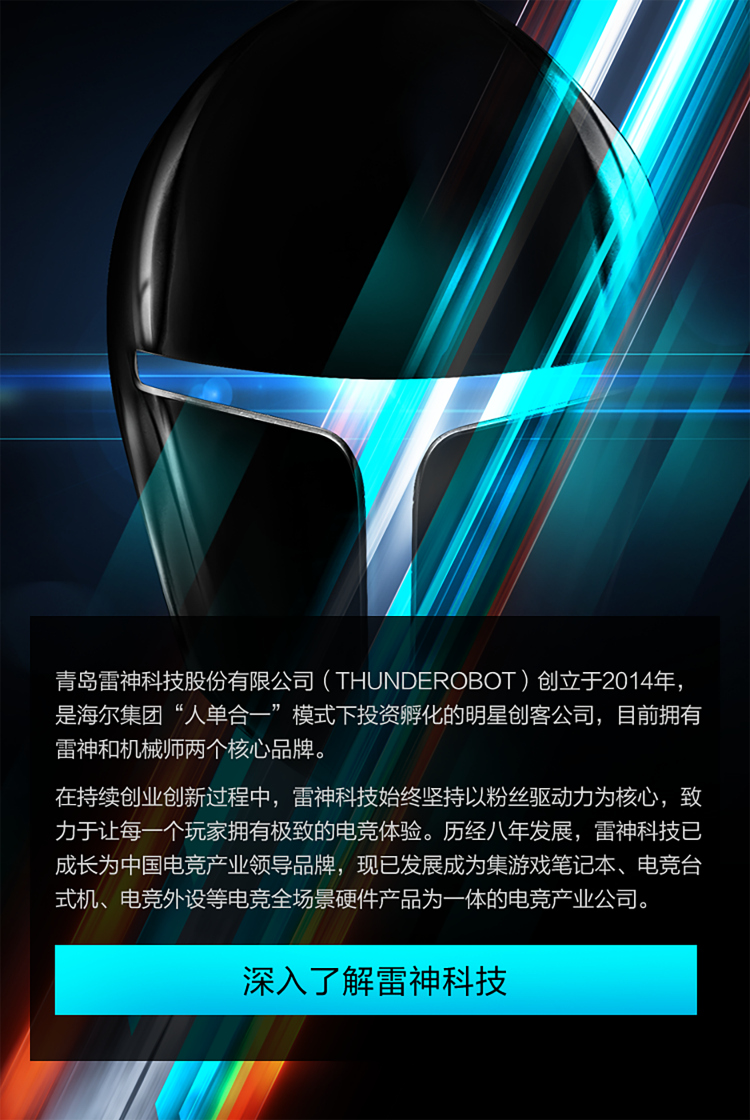 青岛雷神科技股份有限公司（THUNDEROBOT）创立于2014年，
是海尔集团“人单合一”模式下投资孵化的明星创客公司，目前拥有
雷神和机械师两个核心品牌。
在持续创业创新过程中，雷神科技始终坚持以粉丝驱动力为核心，致
力于让每一个玩家拥有极致的电竞体验。历经八年发展，雷神科技已
成长为中国电竞产业领导品牌，现已发展成为集游戏笔记本、电竞台
式机、电竞外设等电竞全场景硬件产品为一体的电竞产业公司。
深入了解雷神科技